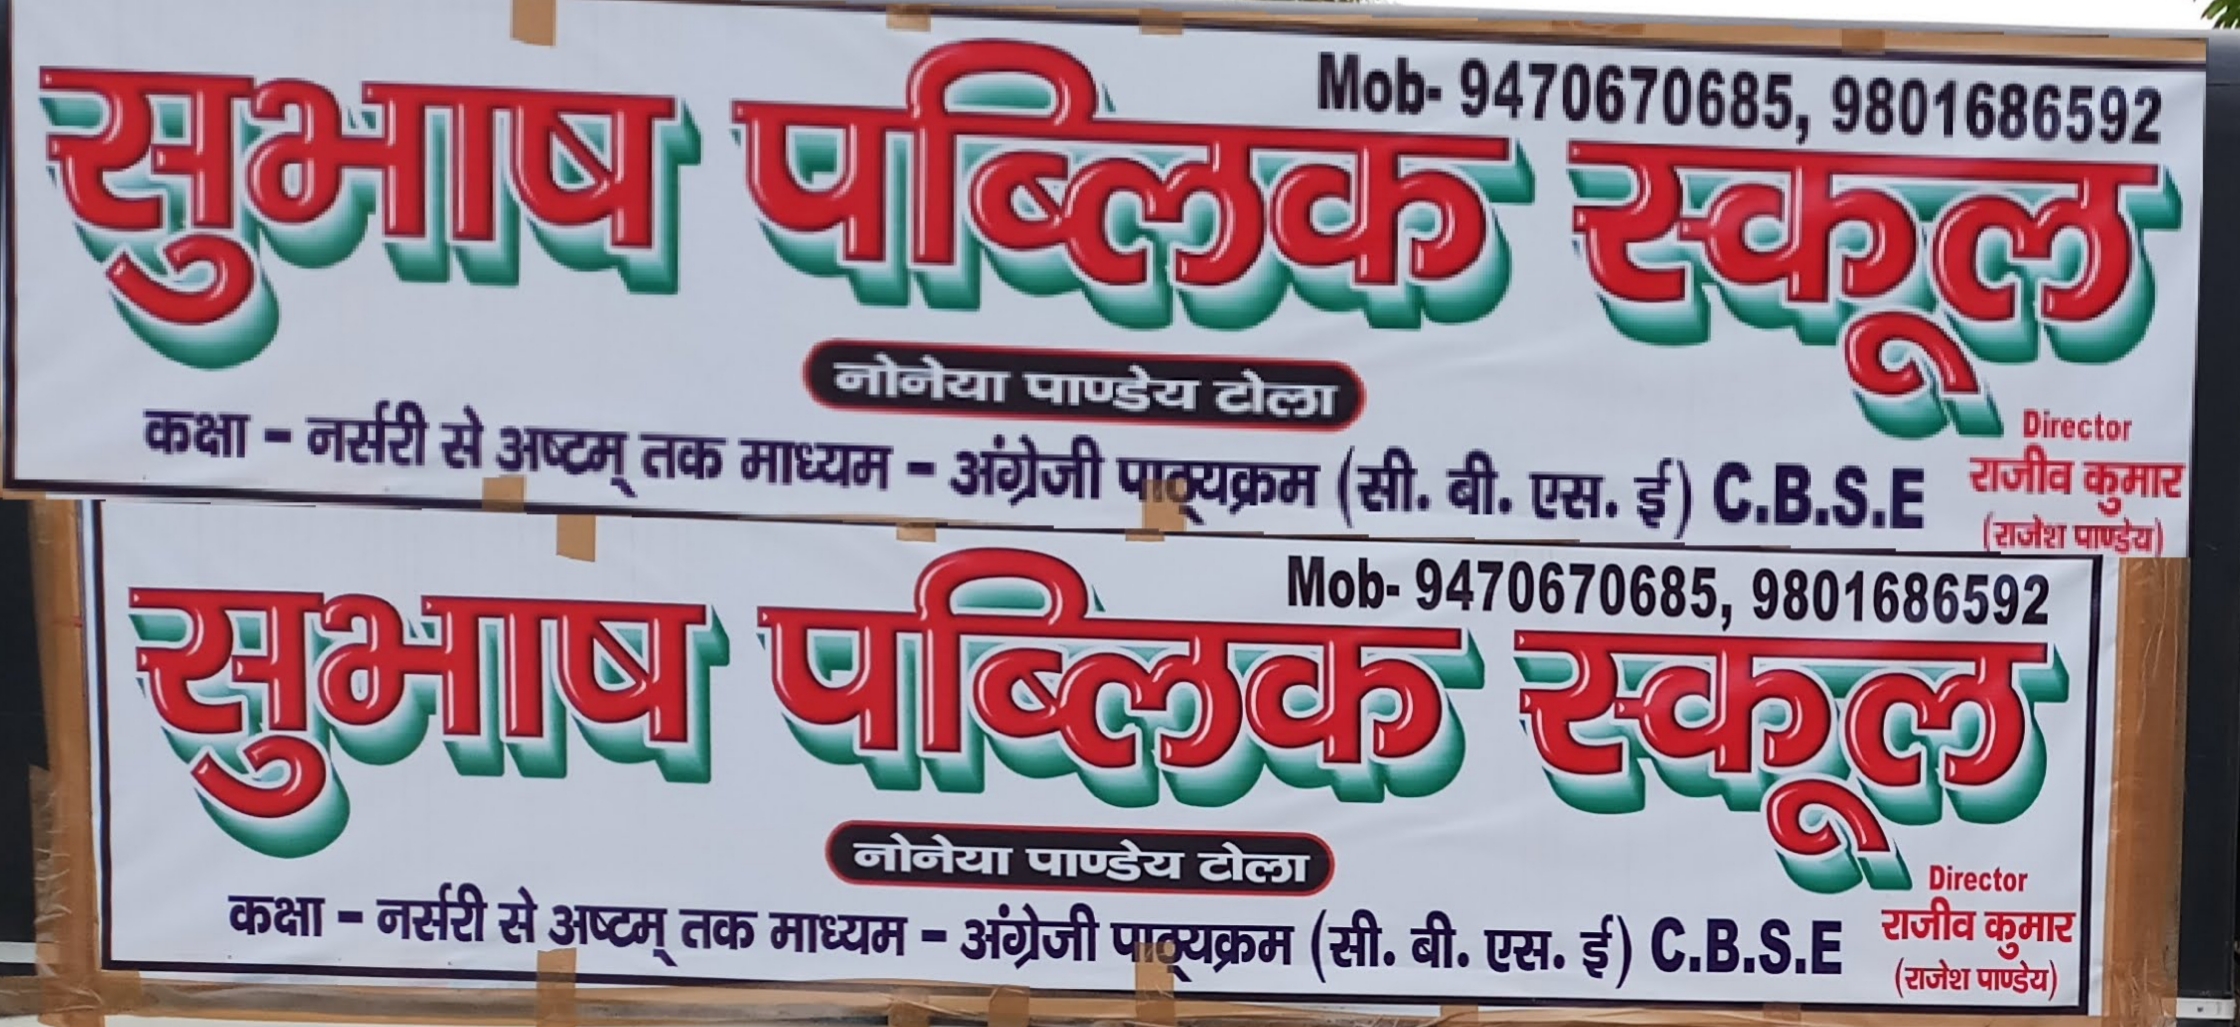 Mob- 9470670685, 9801686592
सुभाष पब्लिक स्कूल
नोनेया पाण्डेय टोला
कक्षा - नर्सरी से अष्टम् तक माध्यम - अंग्रेजी पाठ्यक्रम (सी. बी. एस. ई) C.B.S.E
Director
राजीव कुमार
(राजेश पाण्डेय)
Mob- 9470670685, 9801686592
सुभाष पब्लिक स्कूल
नोनेया पाण्डेय टोला
कक्षा - नर्सरी से अष्टम् तक माध्यम - अंग्रेजी पाठ्यक्रम (सी. बी. एस. ई) C.B.S.E
Director
राजीव कुमार
(राजेश पाण्डेय)